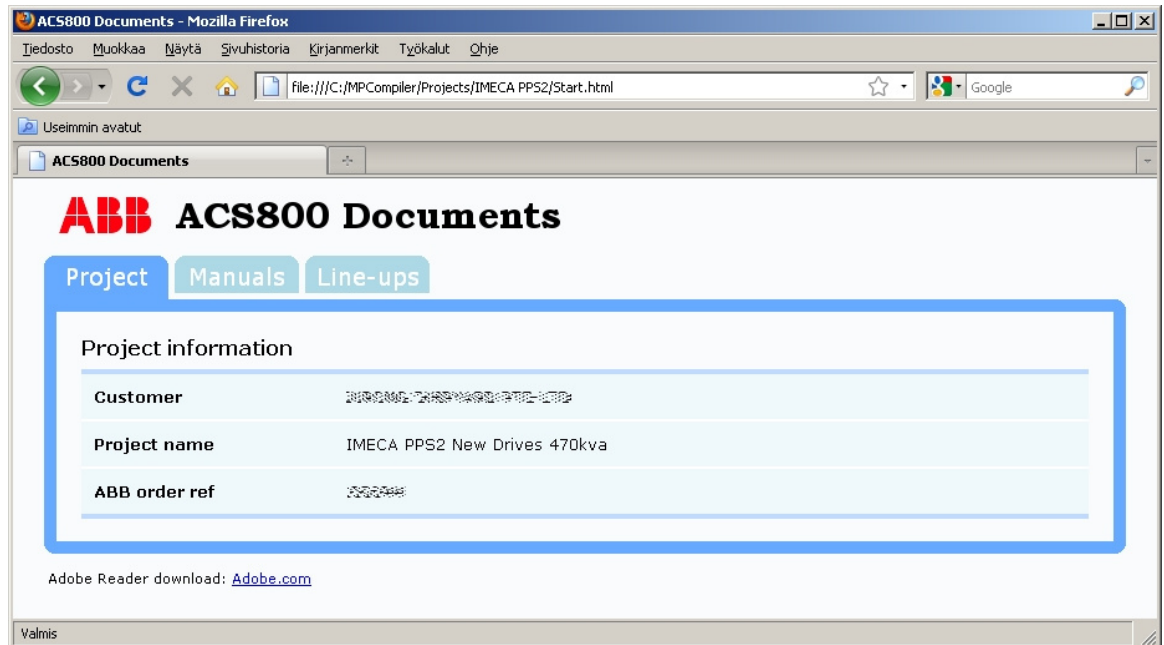 ACS800 Documents - Mozilla Firefox
Tiedosto Muokkaa Näytä Sivuhistoria Kirjanmerkit Työkalut Ohje
file:///C:/MPCompiler/Projects/IMECA PPS2/Start.html Google
Useimmin avatut
ACS800 Documents
ABB ACS800 Documents
Project Manuals Line-ups
Project information
Customer
Project name IMECA PPS2 New Drives 470kva
ABB order ref
Adobe Reader download: Adobe.com
Valmis